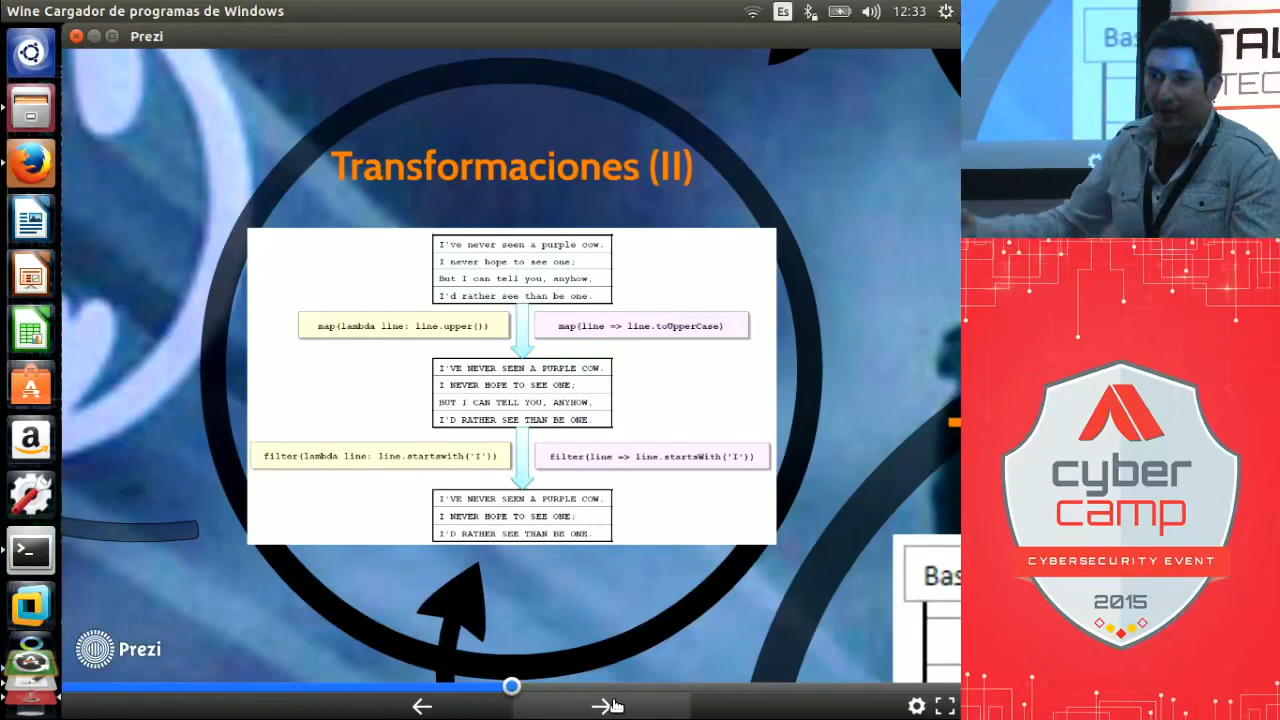 Wine Cargador de programas de Windows
Es
12:33
Prezi
Transformaciones (II)
I've never seen a purple cow.
I never hope to see one;
But I can tell you, anyhow,
I'd rather see than be one.
map(lambda line: line.upper())
map(line => line.toUpperCase)
I'VE NEVER SEEN A PURPLE COW.
I NEVER HOPE TO SEE ONE;
BUT I CAN TELL YOU, ANYHOW,
I'D RATHER SEE THAN BE ONE.
filter(lambda line: line.startswith('I'))
filter(line => line.startsWith('I'))
I'VE NEVER SEEN A PURPLE COW.
I NEVER HOPE TO SEE ONE;
I'D RATHER SEE THAN BE ONE.
Bas
Prezi
Bas
TAL
TEC
cyber
camp
CYBERSECURITY EVENT
2015